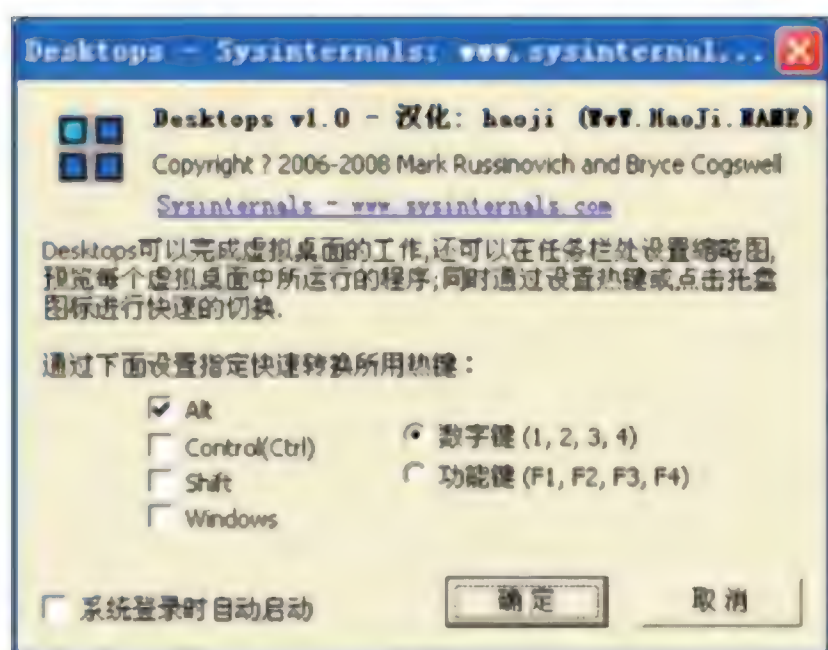 Desktops - Sysinternals: www.sysinternal...
Desktops v1.0 - 汉化: haoji (WwW.HaoJi.NAME)
Copyright ? 2006-2008 Mark Russinovich and Bryce Cogswell
Sysinternals - www.sysinternals.com
Desktops可以完成虚拟桌面的工作,还可以在任务栏处设置缩略图,
预览每个虚拟桌面中所运行的程序;同时通过设置热键或点击托盘
图标进行快速的切换.
通过下面设置指定快速转换所用热键：
Alt
Control(Ctrl)
Shift
Windows
数字键 (1, 2, 3, 4)
功能键 (F1, F2, F3, F4)
系统登录时自动启动
确定
取消